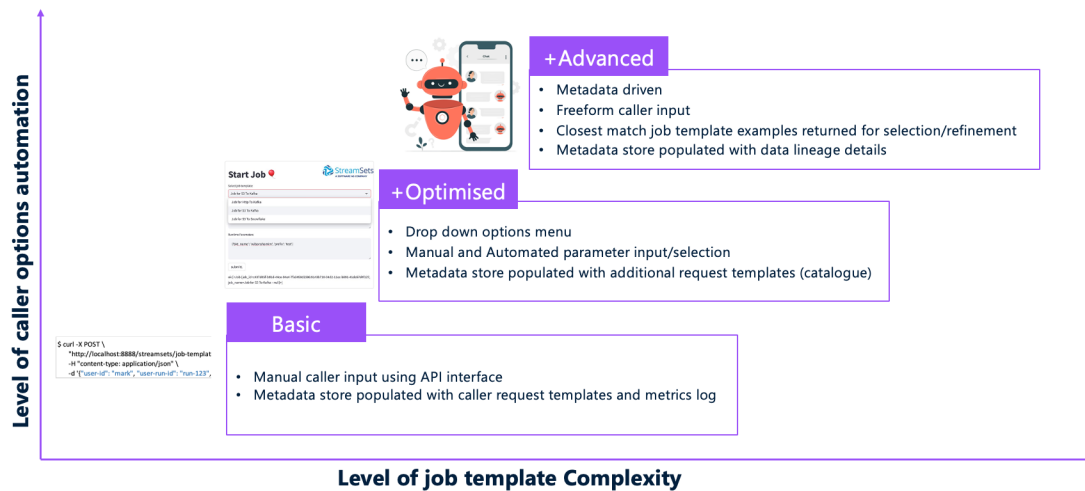 +Advanced
• Metadata driven
• Freeform caller input
• Closest match job template examples returned for selection/refinement
• Metadata store populated with data lineage details
Start Job
StreamSets
+Optimised
• Drop down options menu
• Manual and Automated parameter input/selection
• Metadata store populated with additional request templates (catalogue)
Basic
$ curl -X POST \
"http://localhost:8888/streamsets/job-templat
-H "content-type: application/json" \
-d '{"user-id": "mark", "user-run-id": "run-123",
• Manual caller input using API interface
• Metadata store populated with caller request templates and metrics log
Level of caller options automation
Level of job template Complexity